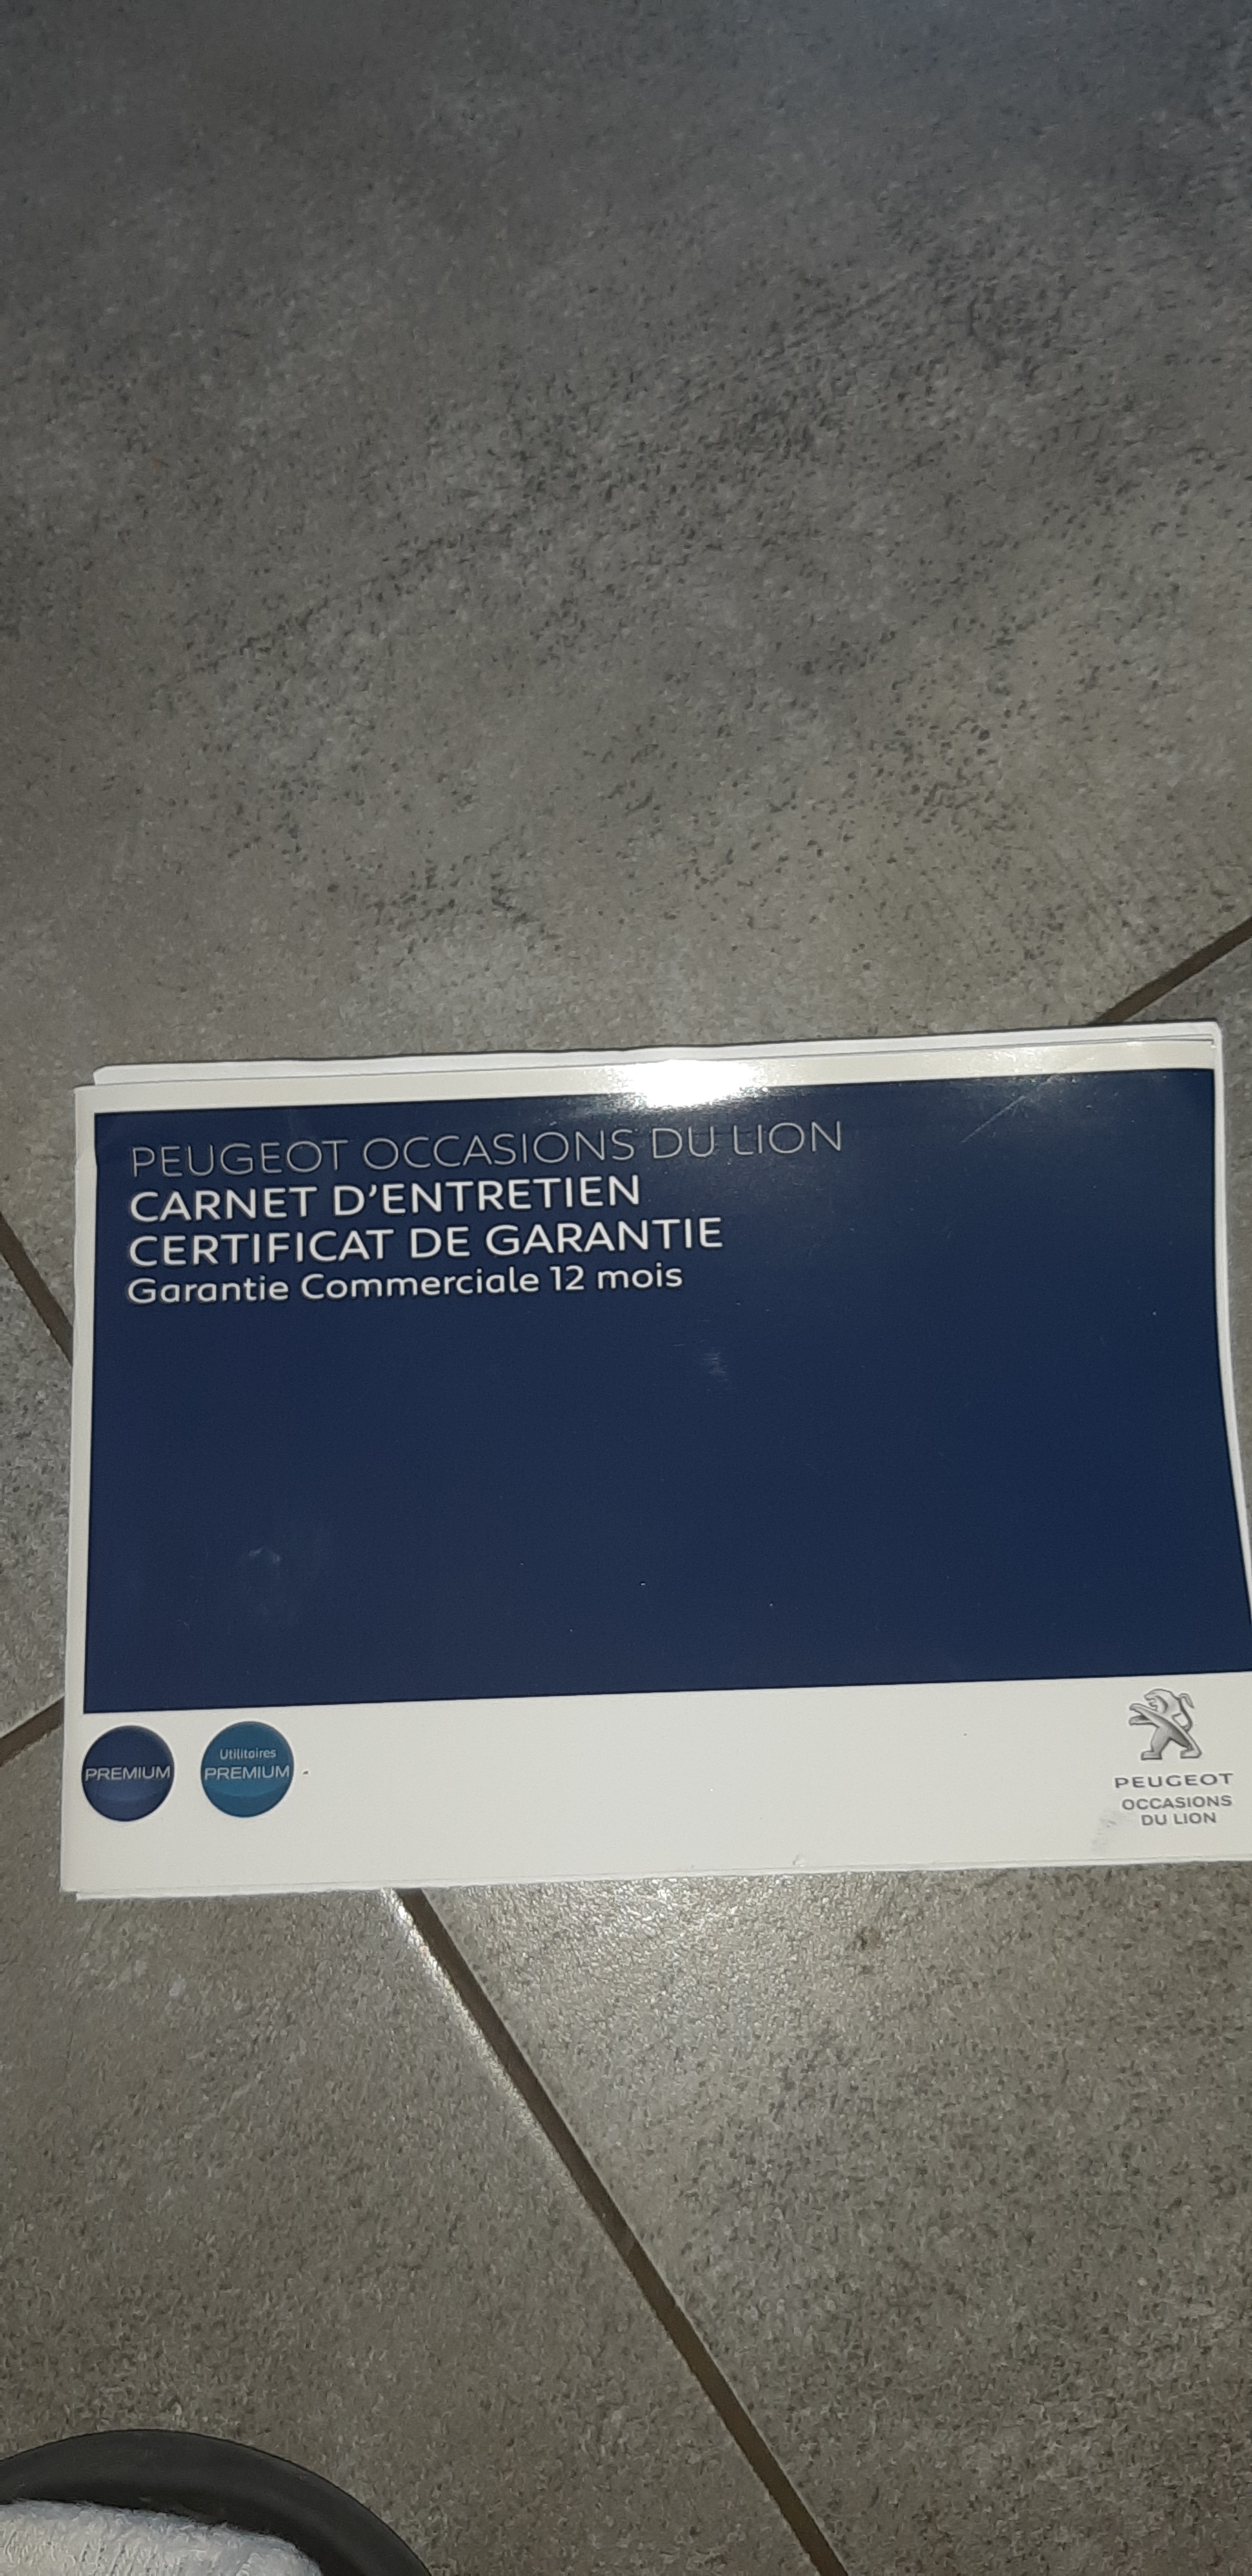 PEUGEOT OCCASIONS DU LION
CARNET D'ENTRETIEN
CERTIFICAT DE GARANTIE
Garantie Commerciale 12 mois
PREMIUM
Utilitaires
PREMIUM
PEUGEOT
OCCASIONS
DU LION